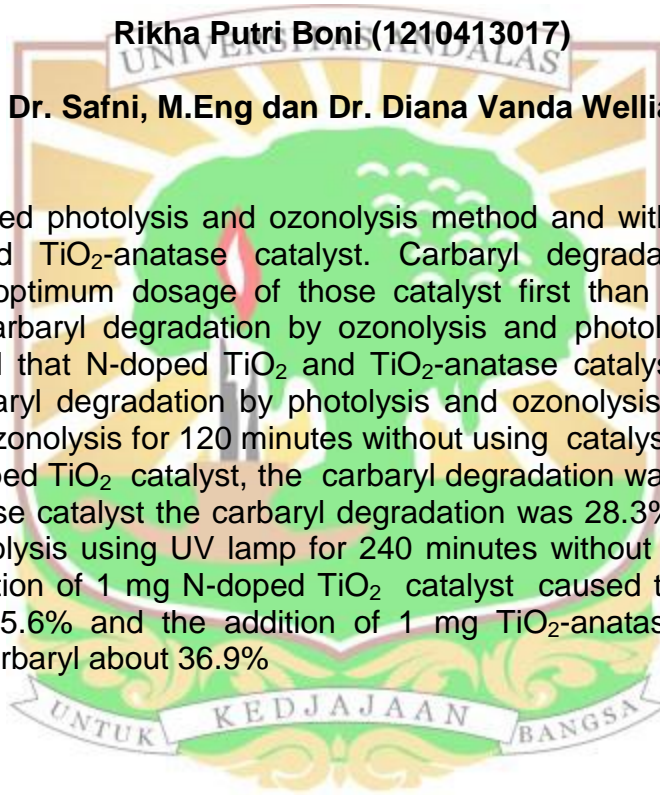 Rikha Putri Boni (1210413017)
UNIVERSITAS ANDALAS
Dr. Safni, M.Eng dan Dr. Diana Vanda Wellia
ed photolysis and ozonolysis method and with
d TiO₂-anatase catalyst. Carbaryl degrada
optimum dosage of those catalyst first than
arbaryl degradation by ozonolysis and photol
d that N-doped TiO₂ and TiO₂-anatase catalys
aryl degradation by photolysis and ozonolysis
zonolysis for 120 minutes without using catalys
ped TiO₂ catalyst, the carbaryl degradation wa
se catalyst the carbaryl degradation was 28.3%
olysis using UV lamp for 240 minutes without
tion of 1 mg N-doped TiO₂ catalyst caused t
5.6% and the addition of 1 mg TiO₂-anatas
arbaryl about 36.9%
UNTUK KEDJAJAAN BANGSA